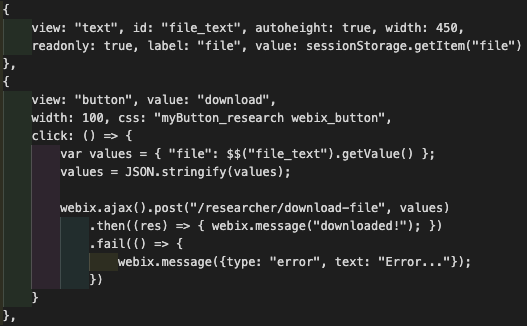 {
view: "text", id: "file_text", autoheight: true, width: 450,
readonly: true, label: "file", value: sessionStorage.getItem("file")
},
{
view: "button", value: "download",
width: 100, css: "myButton_research webix_button",
click: () => {
var values = { "file": $$("file_text").getValue() };
values = JSON.stringify(values);
webix.ajax().post("/researcher/download-file", values)
.then((res) => { webix.message("downloaded!"); })
.fail(() => {
webix.message({type: "error", text: "Error..."});
})
}
},